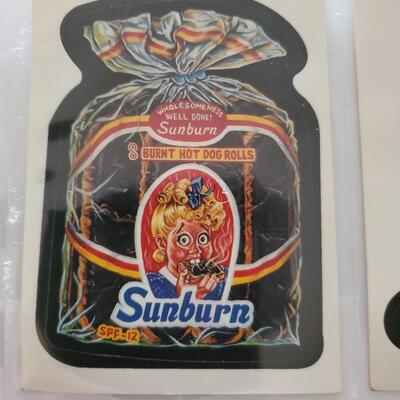 WHOLESOMENESS
WELL DONE!
Sunburn
8 BURNT HOT DOG ROLLS
Sunburn
SPF-12